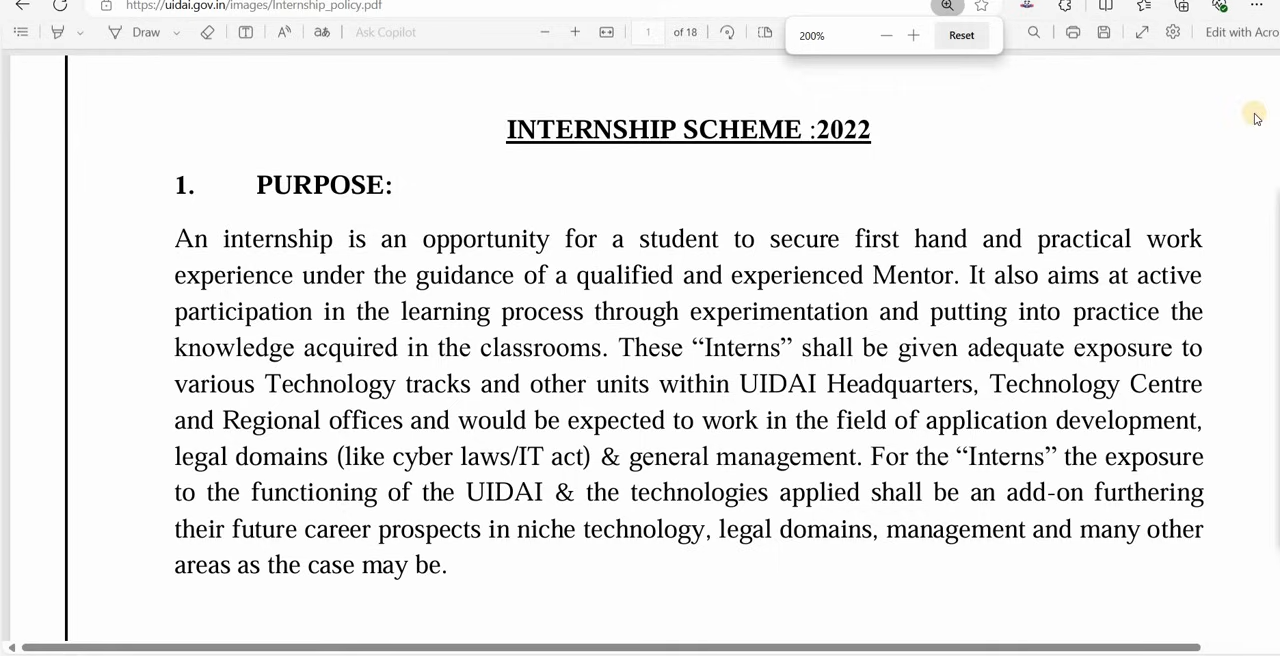 https://uidai.gov.in/images/Internship_policy.pdf
Draw
aあ
Ask Copilot
1 of 18
200%
Reset
Edit with Acro
INTERNSHIP SCHEME :2022
1. PURPOSE:
An internship is an opportunity for a student to secure first hand and practical work
experience under the guidance of a qualified and experienced Mentor. It also aims at active
participation in the learning process through experimentation and putting into practice the
knowledge acquired in the classrooms. These “Interns” shall be given adequate exposure to
various Technology tracks and other units within UIDAI Headquarters, Technology Centre
and Regional offices and would be expected to work in the field of application development,
legal domains (like cyber laws/IT act) & general management. For the “Interns” the exposure
to the functioning of the UIDAI & the technologies applied shall be an add-on furthering
their future career prospects in niche technology, legal domains, management and many other
areas as the case may be.